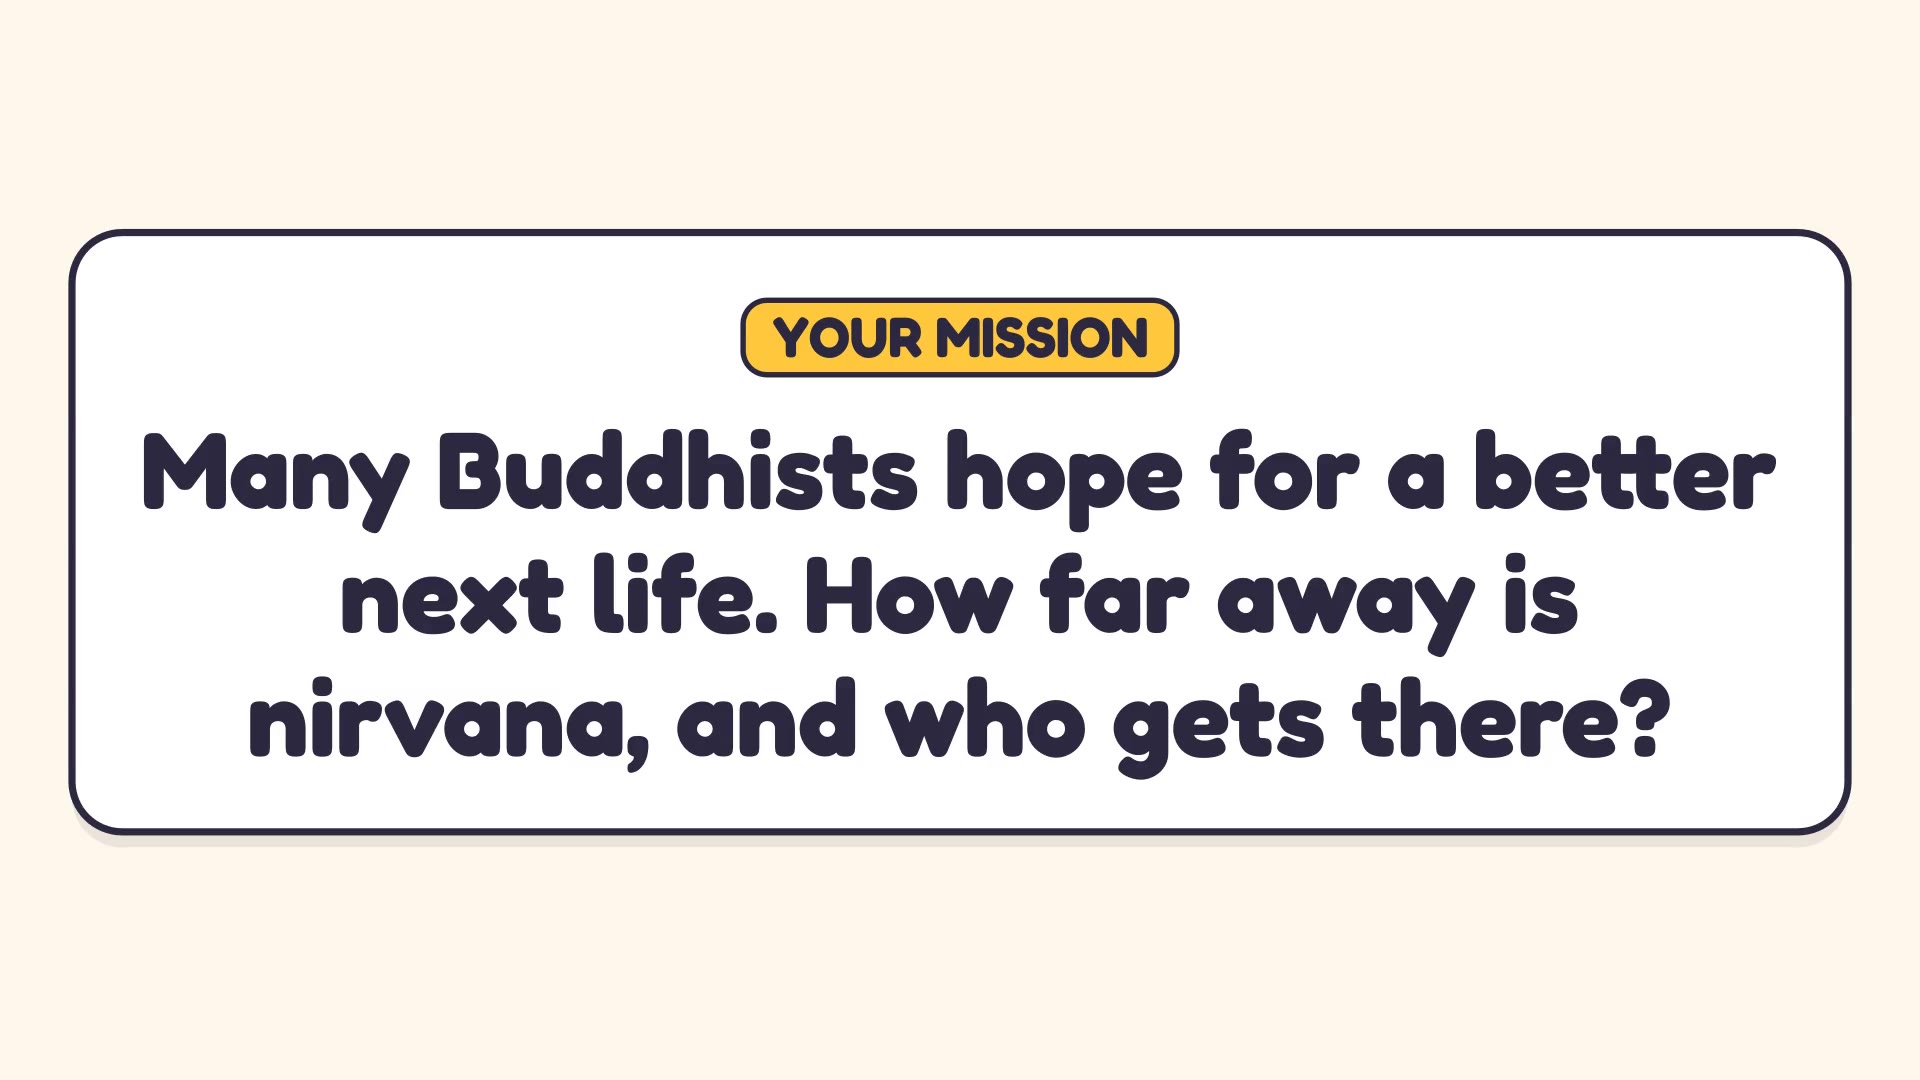 YOUR MISSION
Many Buddhists hope for a better
next life. How far away is
nirvana, and who gets there?